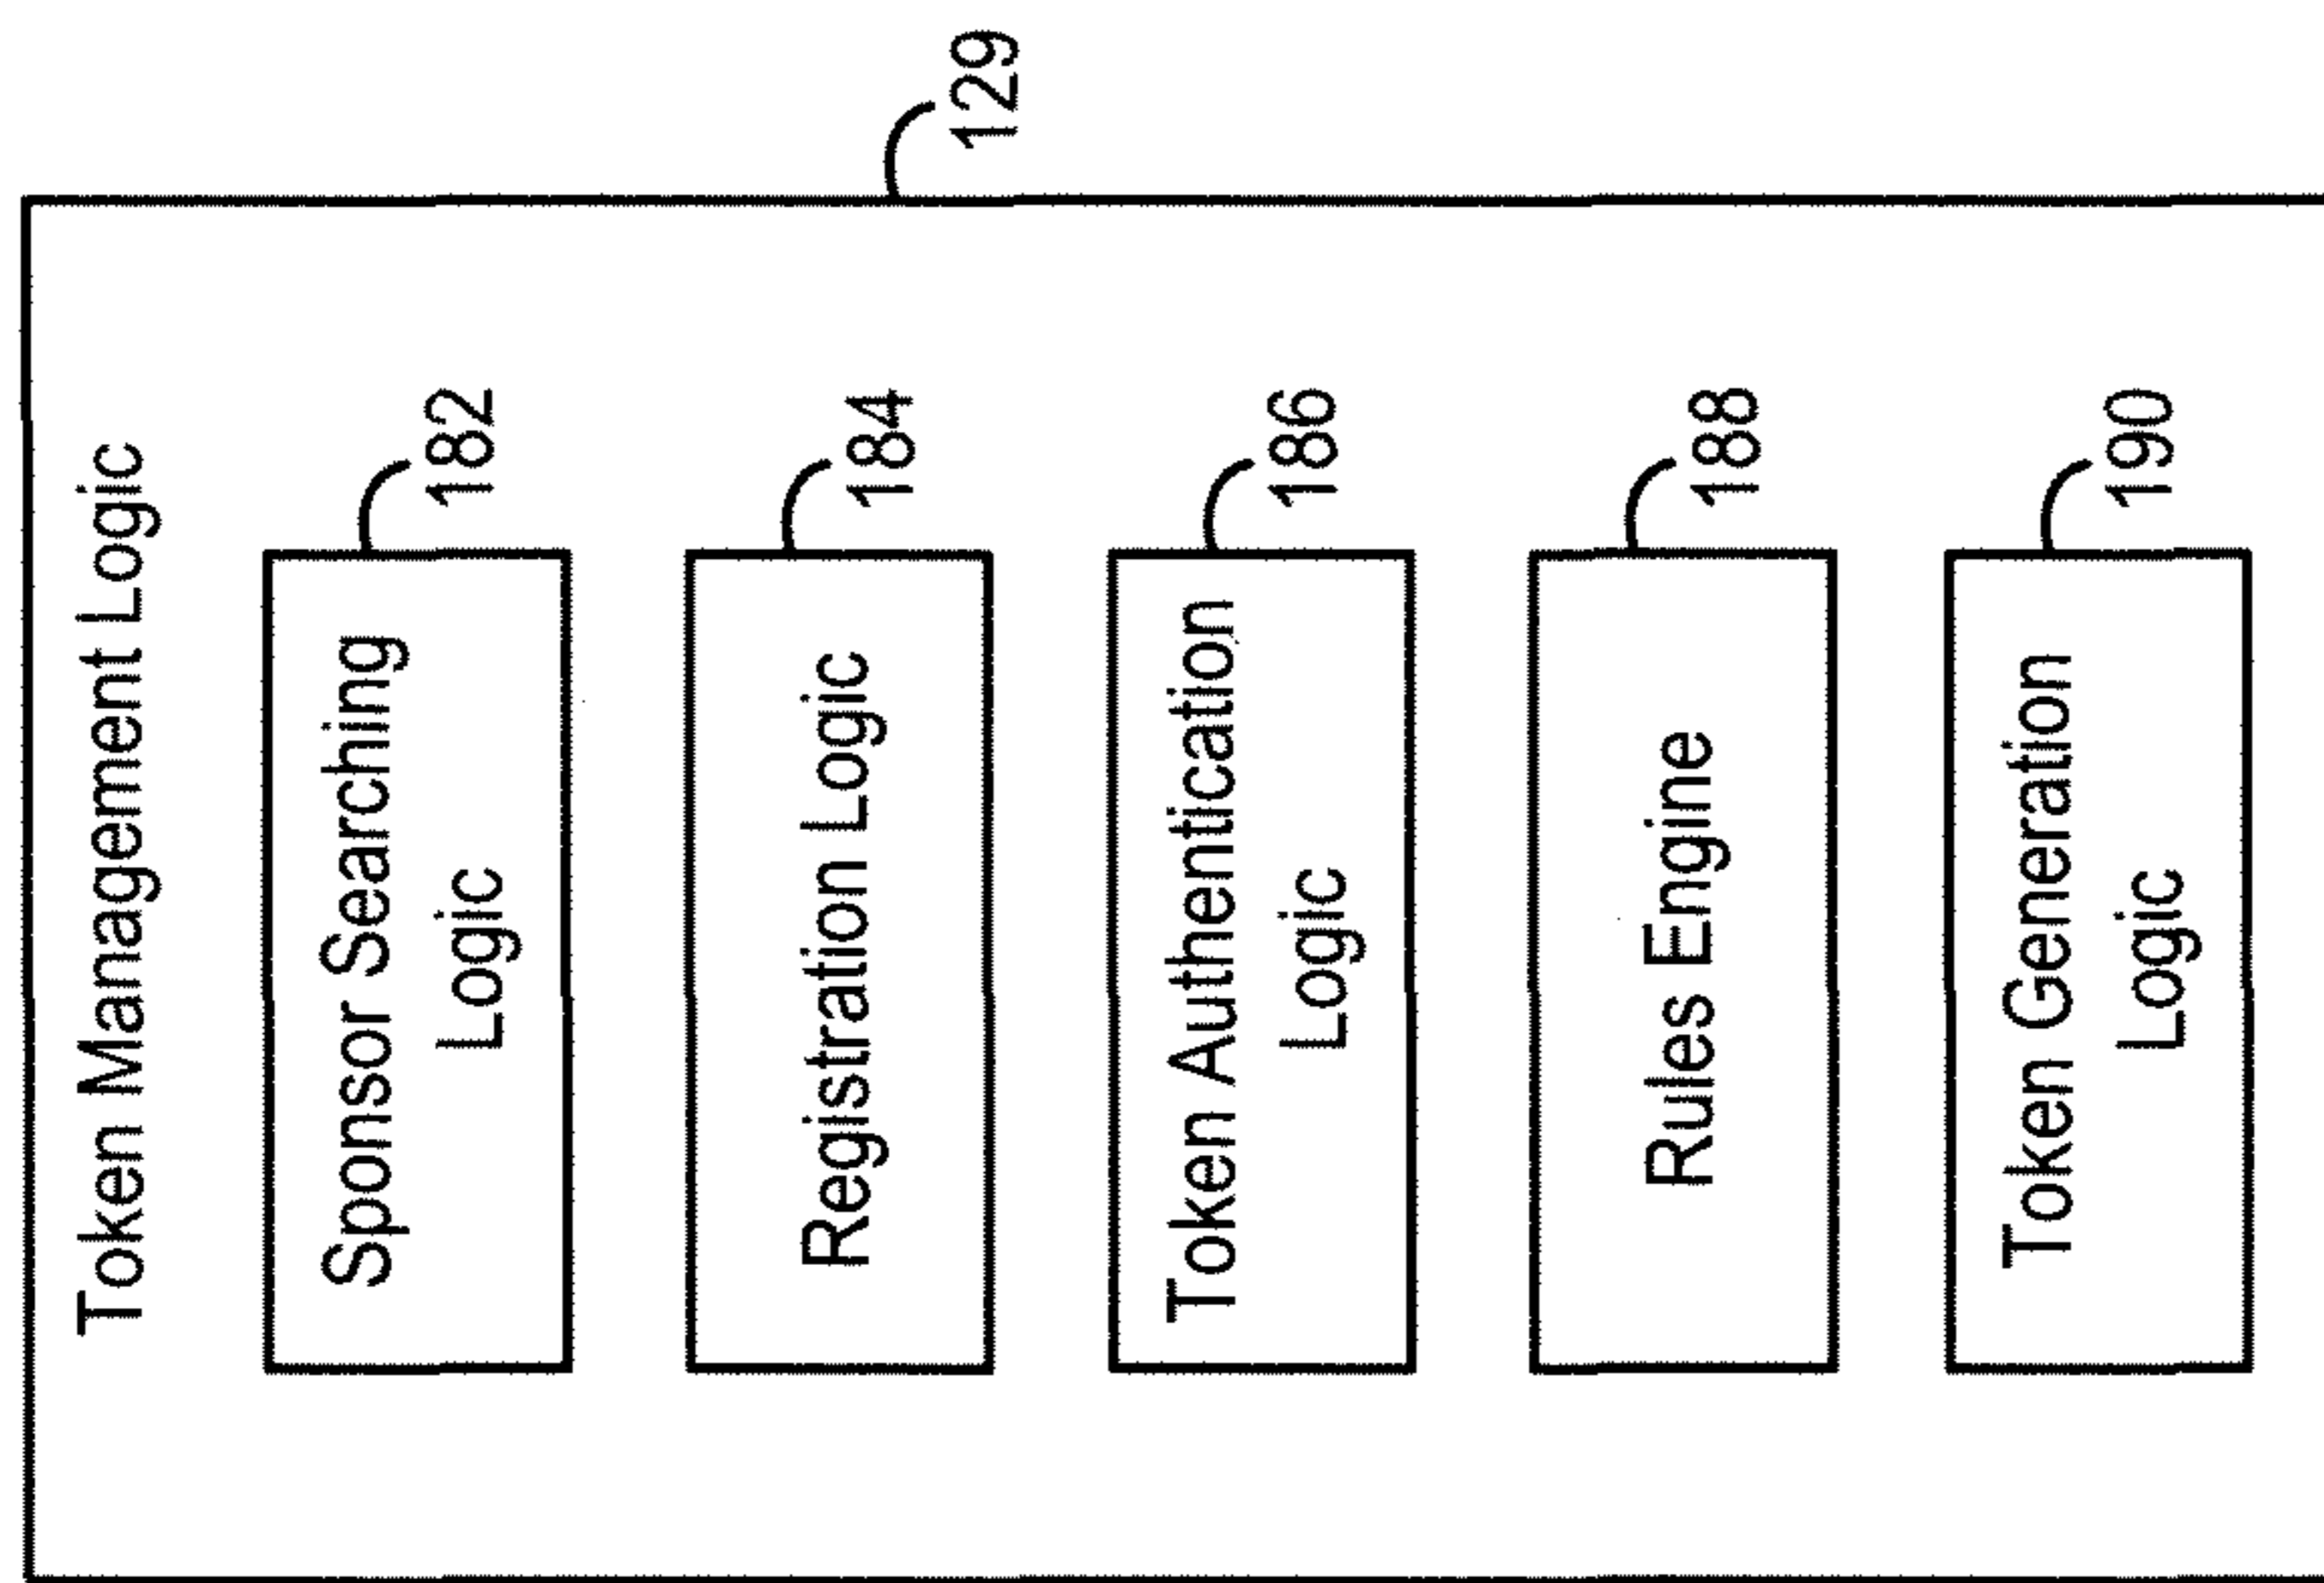 Token Management Logic
129
Sponsor Searching
Logic
182
Registration Logic
184
Token Authentication
Logic
186
Rules Engine
188
Token Generation
Logic
190